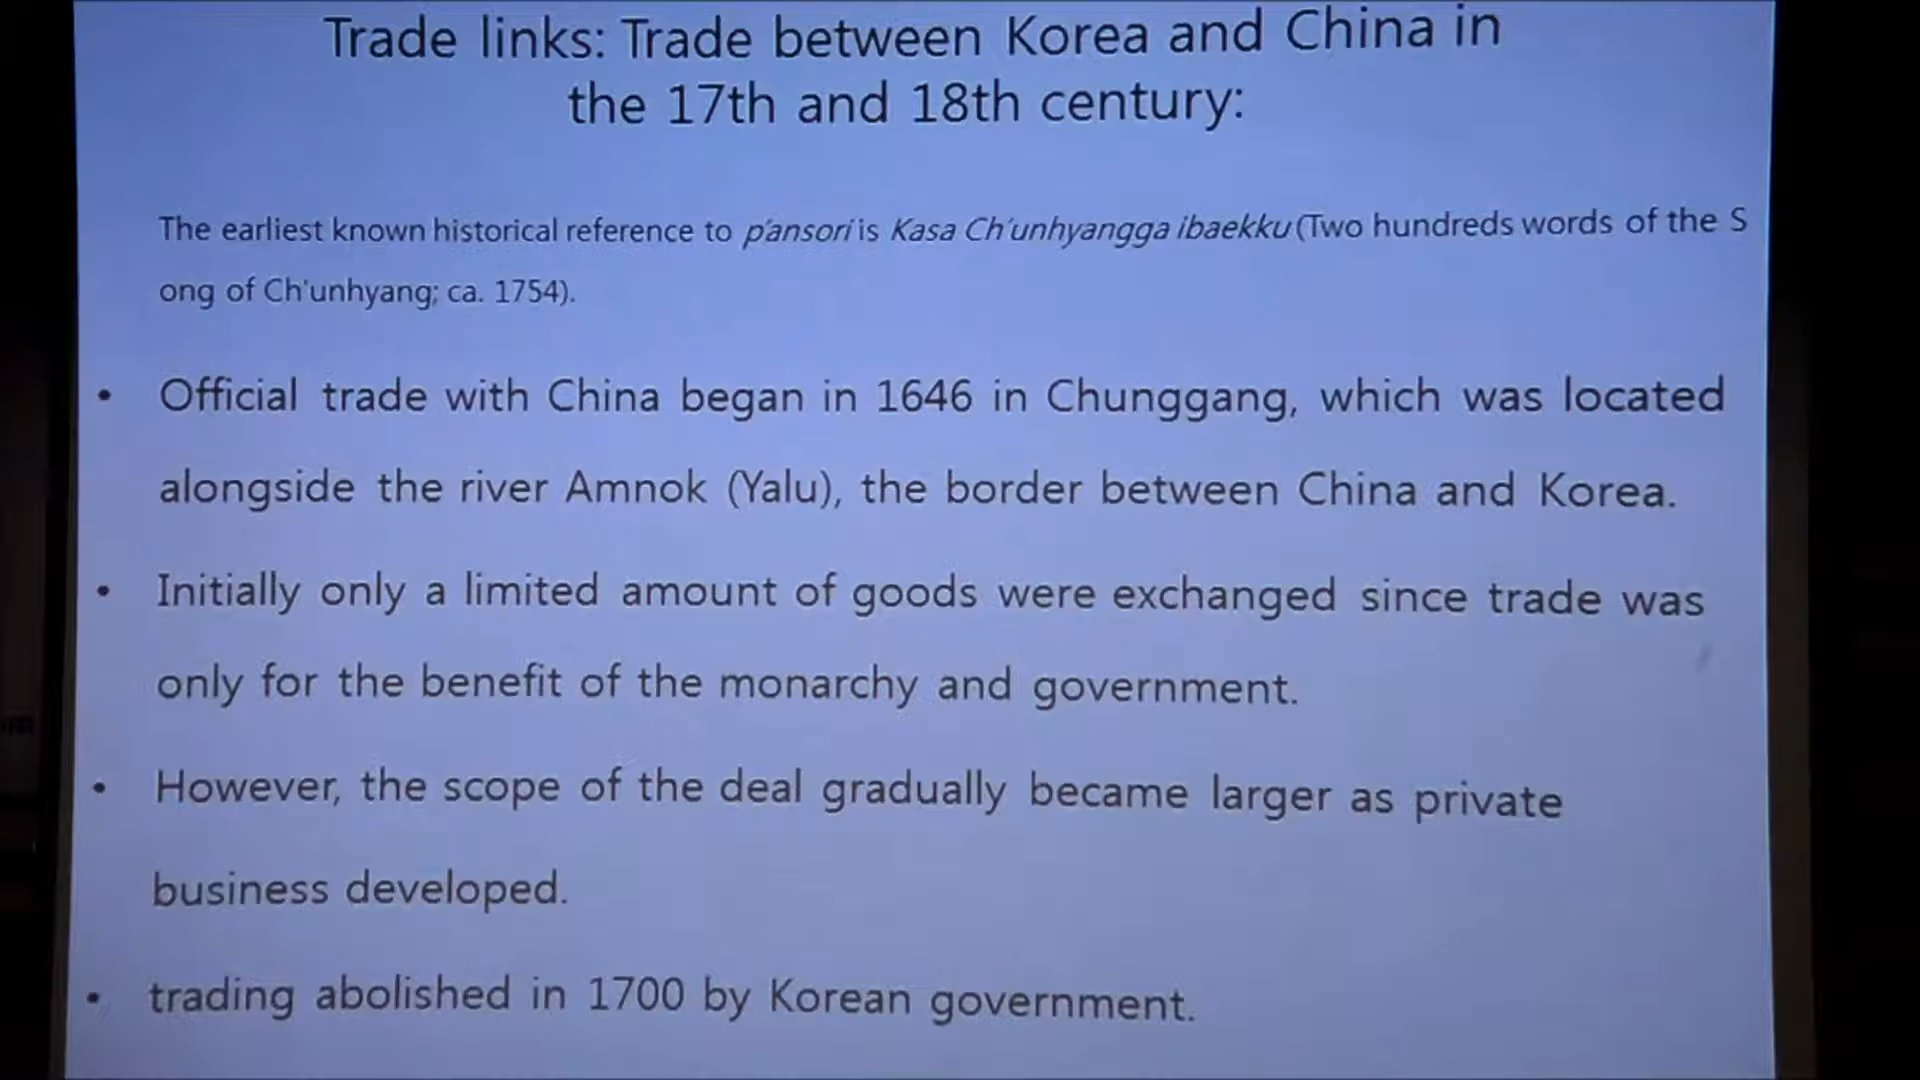 Trade links: Trade between Korea and China in
the 17th and 18th century:
The earliest known historical reference to p'ansori is Kasa Ch'unhyangga ibaekku (Two hundreds words of the S
ong of Ch'unhyang; ca. 1754).
• Official trade with China began in 1646 in Chunggang, which was located
alongside the river Amnok (Yalu), the border between China and Korea.
• Initially only a limited amount of goods were exchanged since trade was
only for the benefit of the monarchy and government.
• However, the scope of the deal gradually became larger as private
business developed.
• trading abolished in 1700 by Korean government.